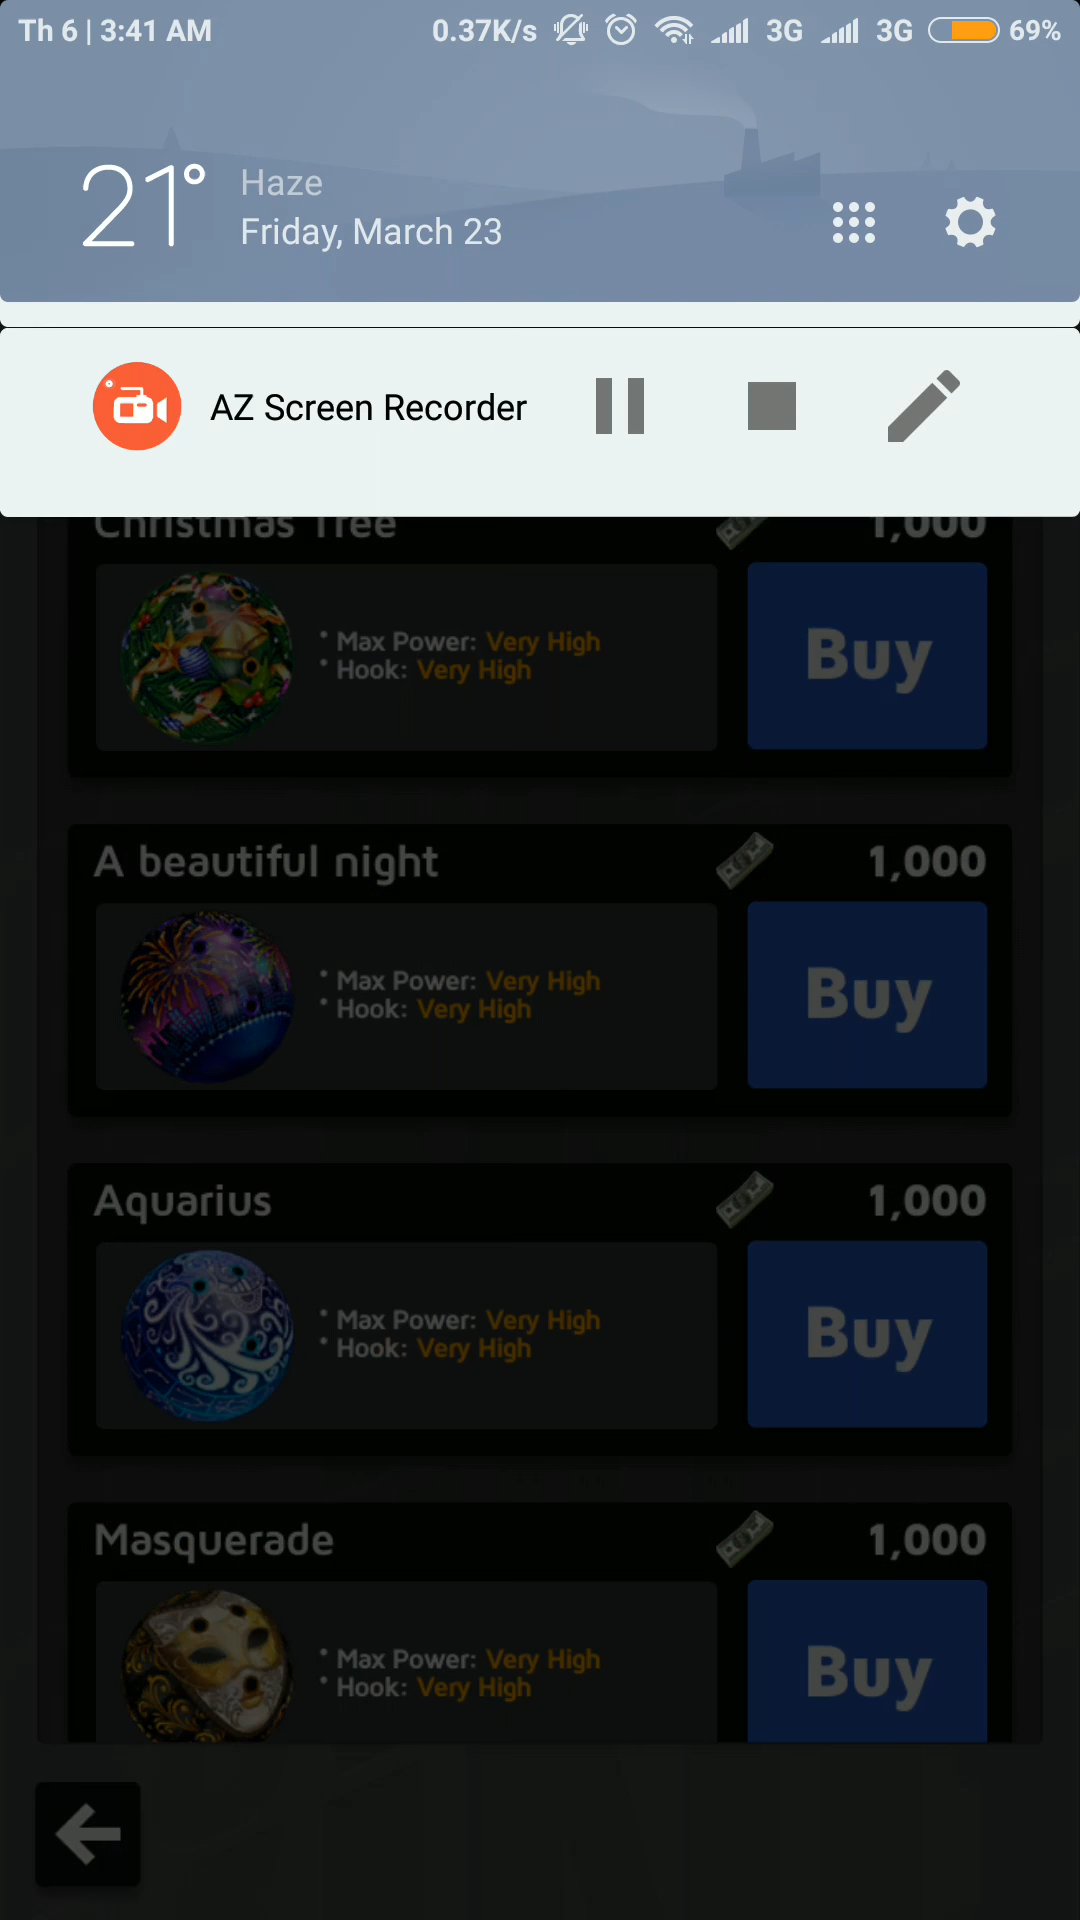 Th 6 | 3:41 AM 0.37K/s 3G 3G 69%
21° Haze
Friday, March 23
AZ Screen Recorder
Christmas Tree 1,000
• Max Power: Very High
• Hook: Very High
Buy
A beautiful night 1,000
• Max Power: Very High
• Hook: Very High
Buy
Aquarius 1,000
• Max Power: Very High
• Hook: Very High
Buy
Masquerade 1,000
• Max Power: Very High
• Hook: Very High
Buy